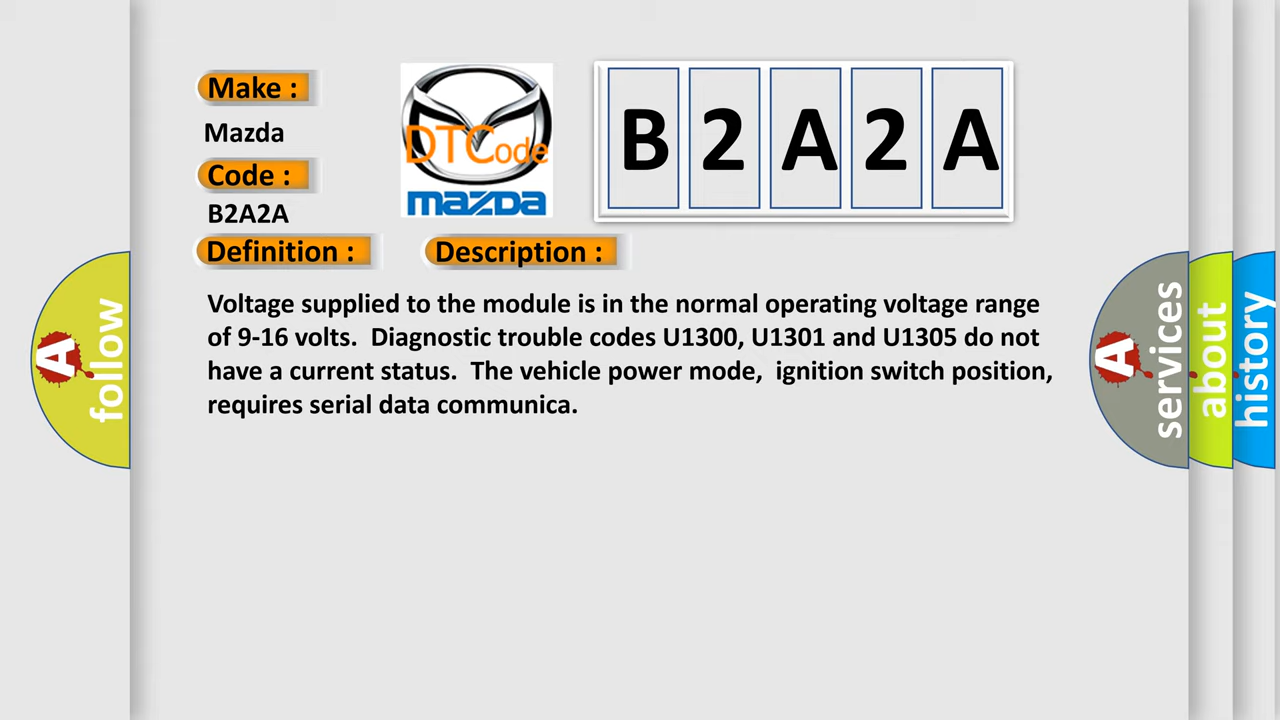 Make :
Mazda
Code :
B2A2A
Definition :
Description :
DTCode
mazda
B 2 A 2 A
Voltage supplied to the module is in the normal operating voltage range
of 9-16 volts  Diagnostic trouble codes U1300, U1301 and U1305 do not
have a current status  The vehicle power mode,  ignition switch position,
requires serial data communica.
A follow
A services
about
history